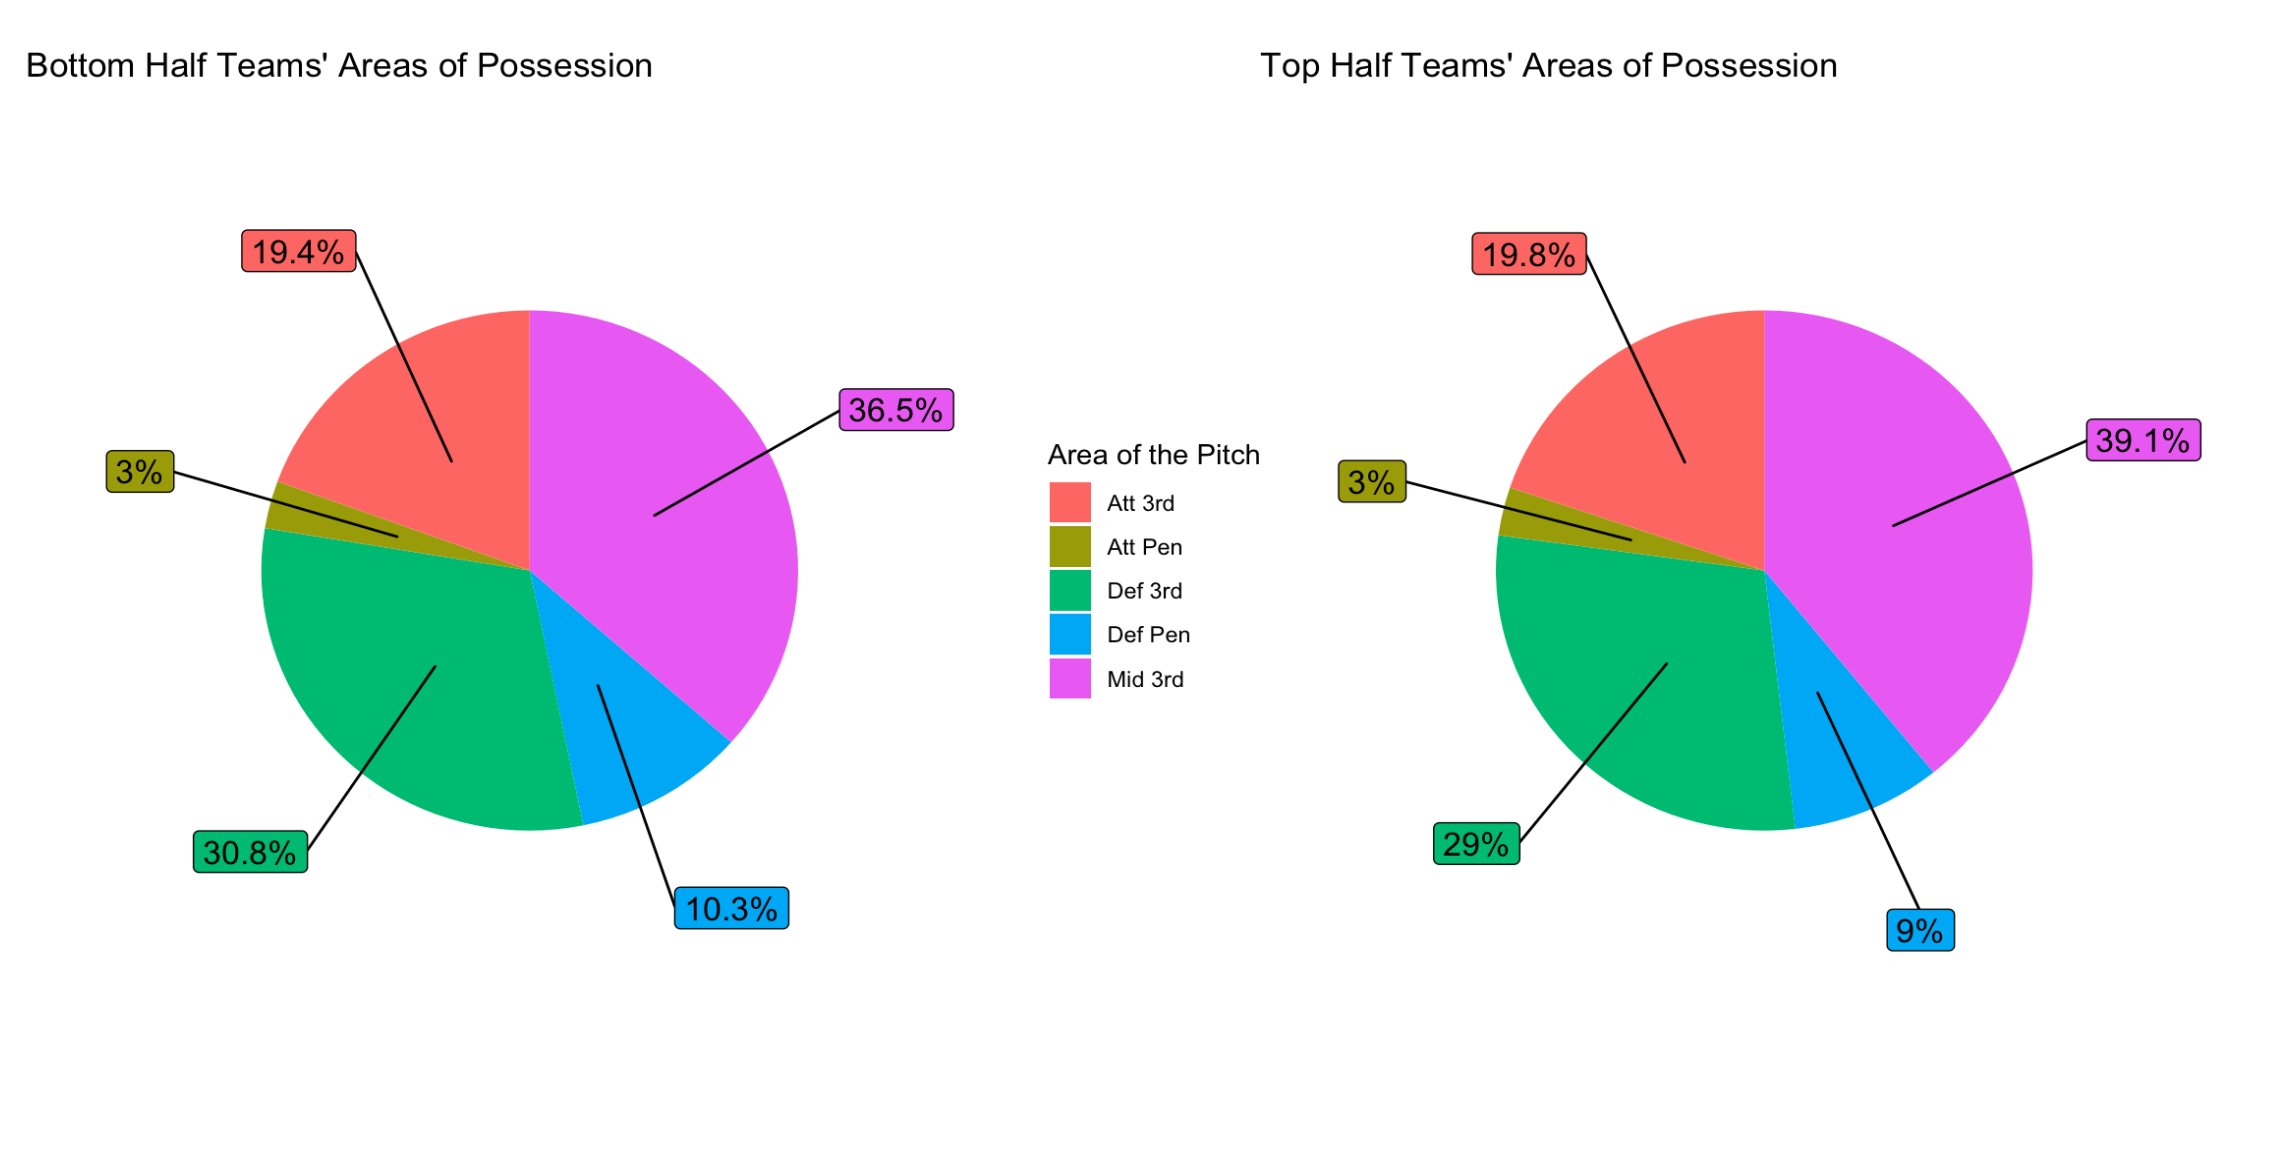 Bottom Half Teams' Areas of Possession
19.4%
36.5%
3%
30.8%
10.3%
Area of the Pitch
Att 3rd
Att Pen
Def 3rd
Def Pen
Mid 3rd
Top Half Teams' Areas of Possession
19.8%
39.1%
3%
29%
9%